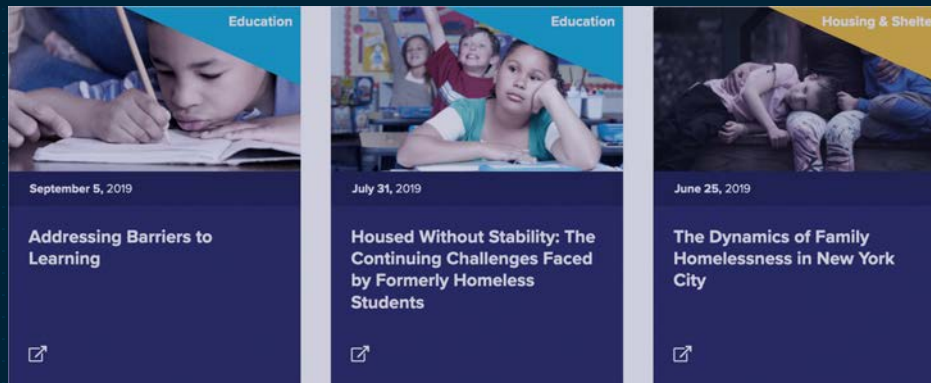 Education
September 5, 2019
Addressing Barriers to
Learning
Education
July 31, 2019
Housed Without Stability: The
Continuing Challenges Faced
by Formerly Homeless
Students
Housing & Shelte
June 25, 2019
The Dynamics of Family
Homelessness in New York
City